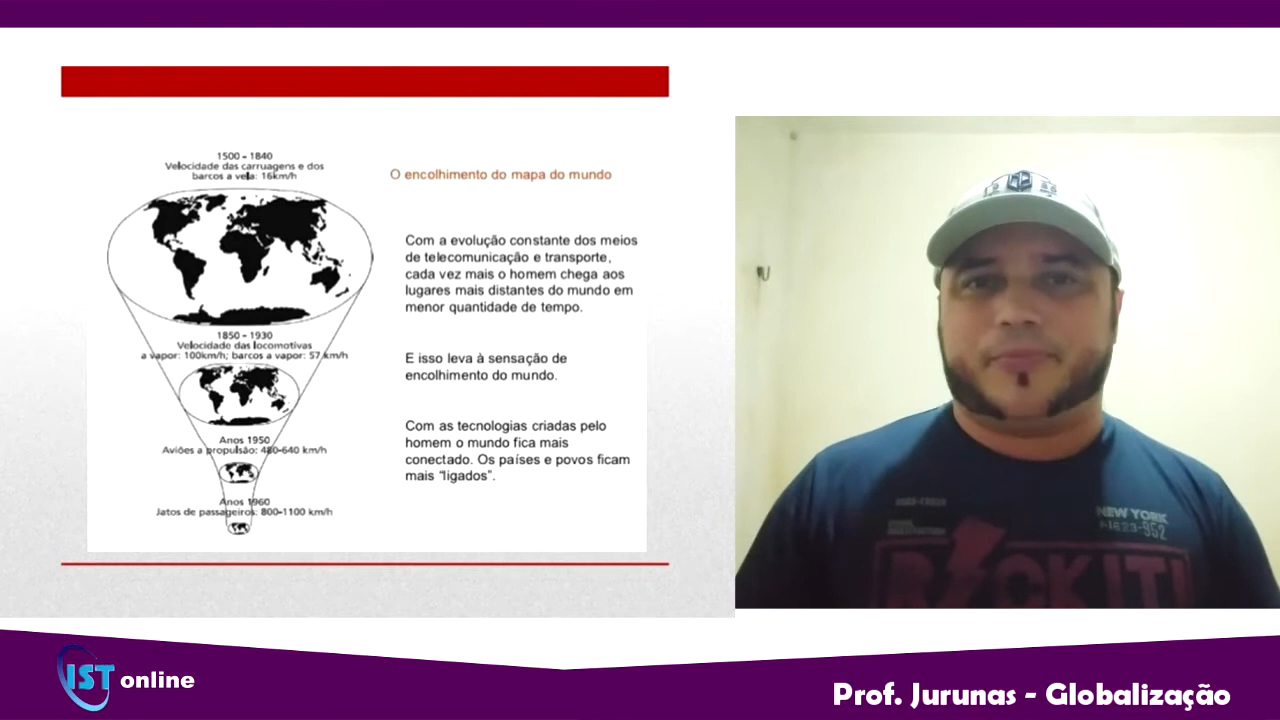 1500 – 1840
Velocidade das carruagens e dos
barcos a vela: 16km/h
1850 – 1930
Velocidade das locomotivas
a vapor: 100km/h; barcos a vapor: 57 km/h
Anos 1950
Aviões a propulsão: 480-640 km/h
Anos 1960
Jatos de passageiros: 800-1100 km/h
O encolhimento do mapa do mundo
Com a evolução constante dos meios
de telecomunicação e transporte,
cada vez mais o homem chega aos
lugares mais distantes do mundo em
menor quantidade de tempo.
E isso leva à sensação de
encolhimento do mundo.
Com as tecnologias criadas pelo
homem o mundo fica mais
conectado. Os países e povos ficam
mais “ligados”.
NEW YORK
ROCK IT!
IST online
Prof. Jurunas - Globalização